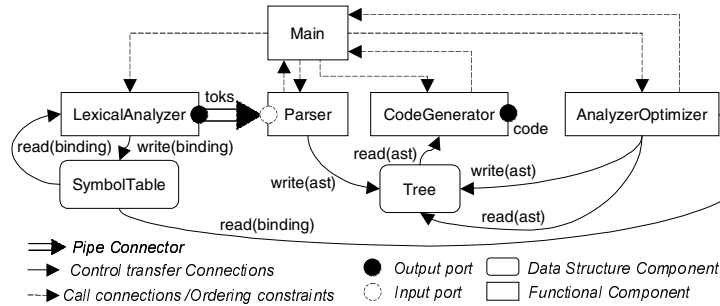 Main
toks
LexicalAnalyzer
Parser
CodeGenerator
AnalyzerOptimizer
code
read(binding)
write(binding)
read(ast)
write(ast)
write(ast)
SymbolTable
Tree
read(binding)
read(ast)
Pipe Connector
Control transfer Connections
Output port
Data Structure Component
Call connections /Ordering constraints
Input port
Functional Component